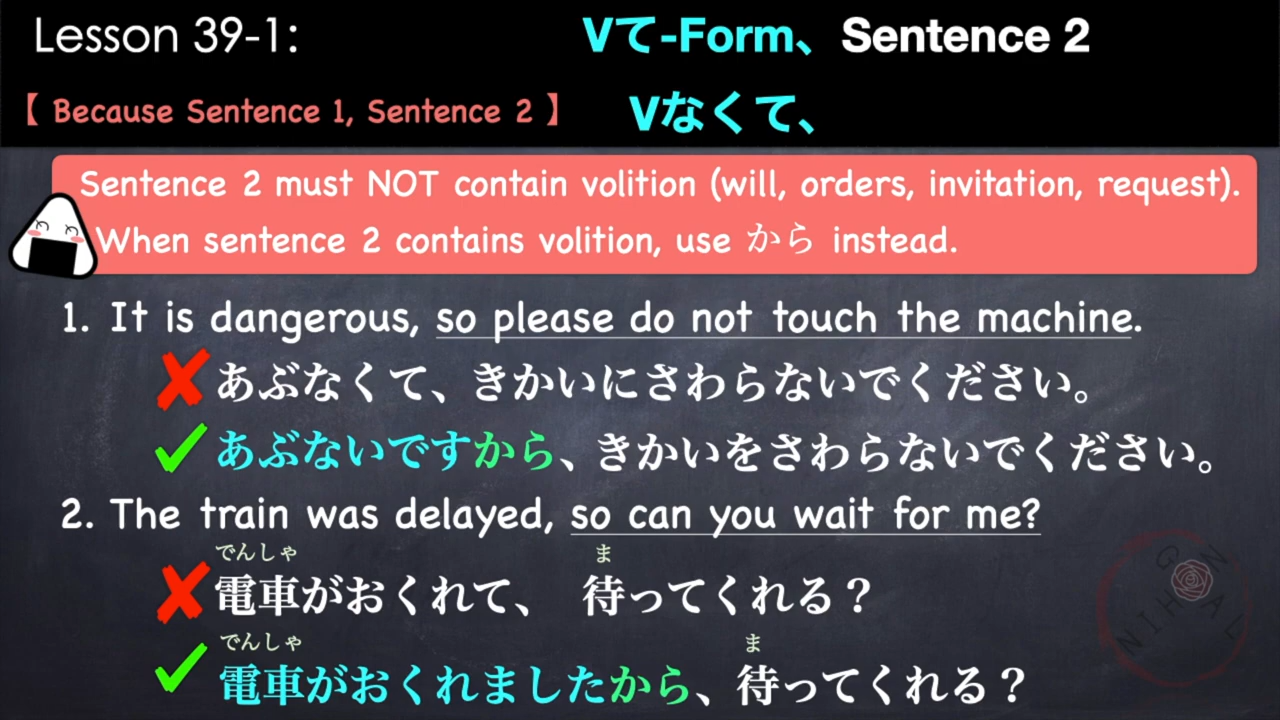 Lesson 39-1:
Vて-Form、Sentence 2
【 Because Sentence 1, Sentence 2 】
Vなくて、
Sentence 2 must NOT contain volition (will, orders, invitation, request).
When sentence 2 contains volition, use から instead.
1. It is dangerous, so please do not touch the machine.
あぶなくて、きかいにさわらないでください。
あぶないですから、きかいをさわらないでください。
2. The train was delayed, so can you wait for me?
でんしゃ ま
電車がおくれて、 待ってくれる？
でんしゃ ま
電車がおくれましたから、待ってくれる？
NIHONGOAL